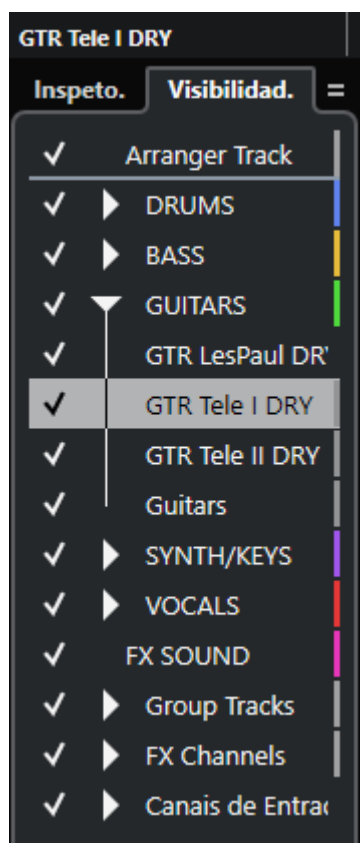 GTR Tele I DRY
Inspeto. Visibilidad.
Arranger Track
DRUMS
BASS
GUITARS
GTR LesPaul DR
GTR Tele I DRY
GTR Tele II DRY
Guitars
SYNTH/KEYS
VOCALS
FX SOUND
Group Tracks
FX Channels
Canais de Entra